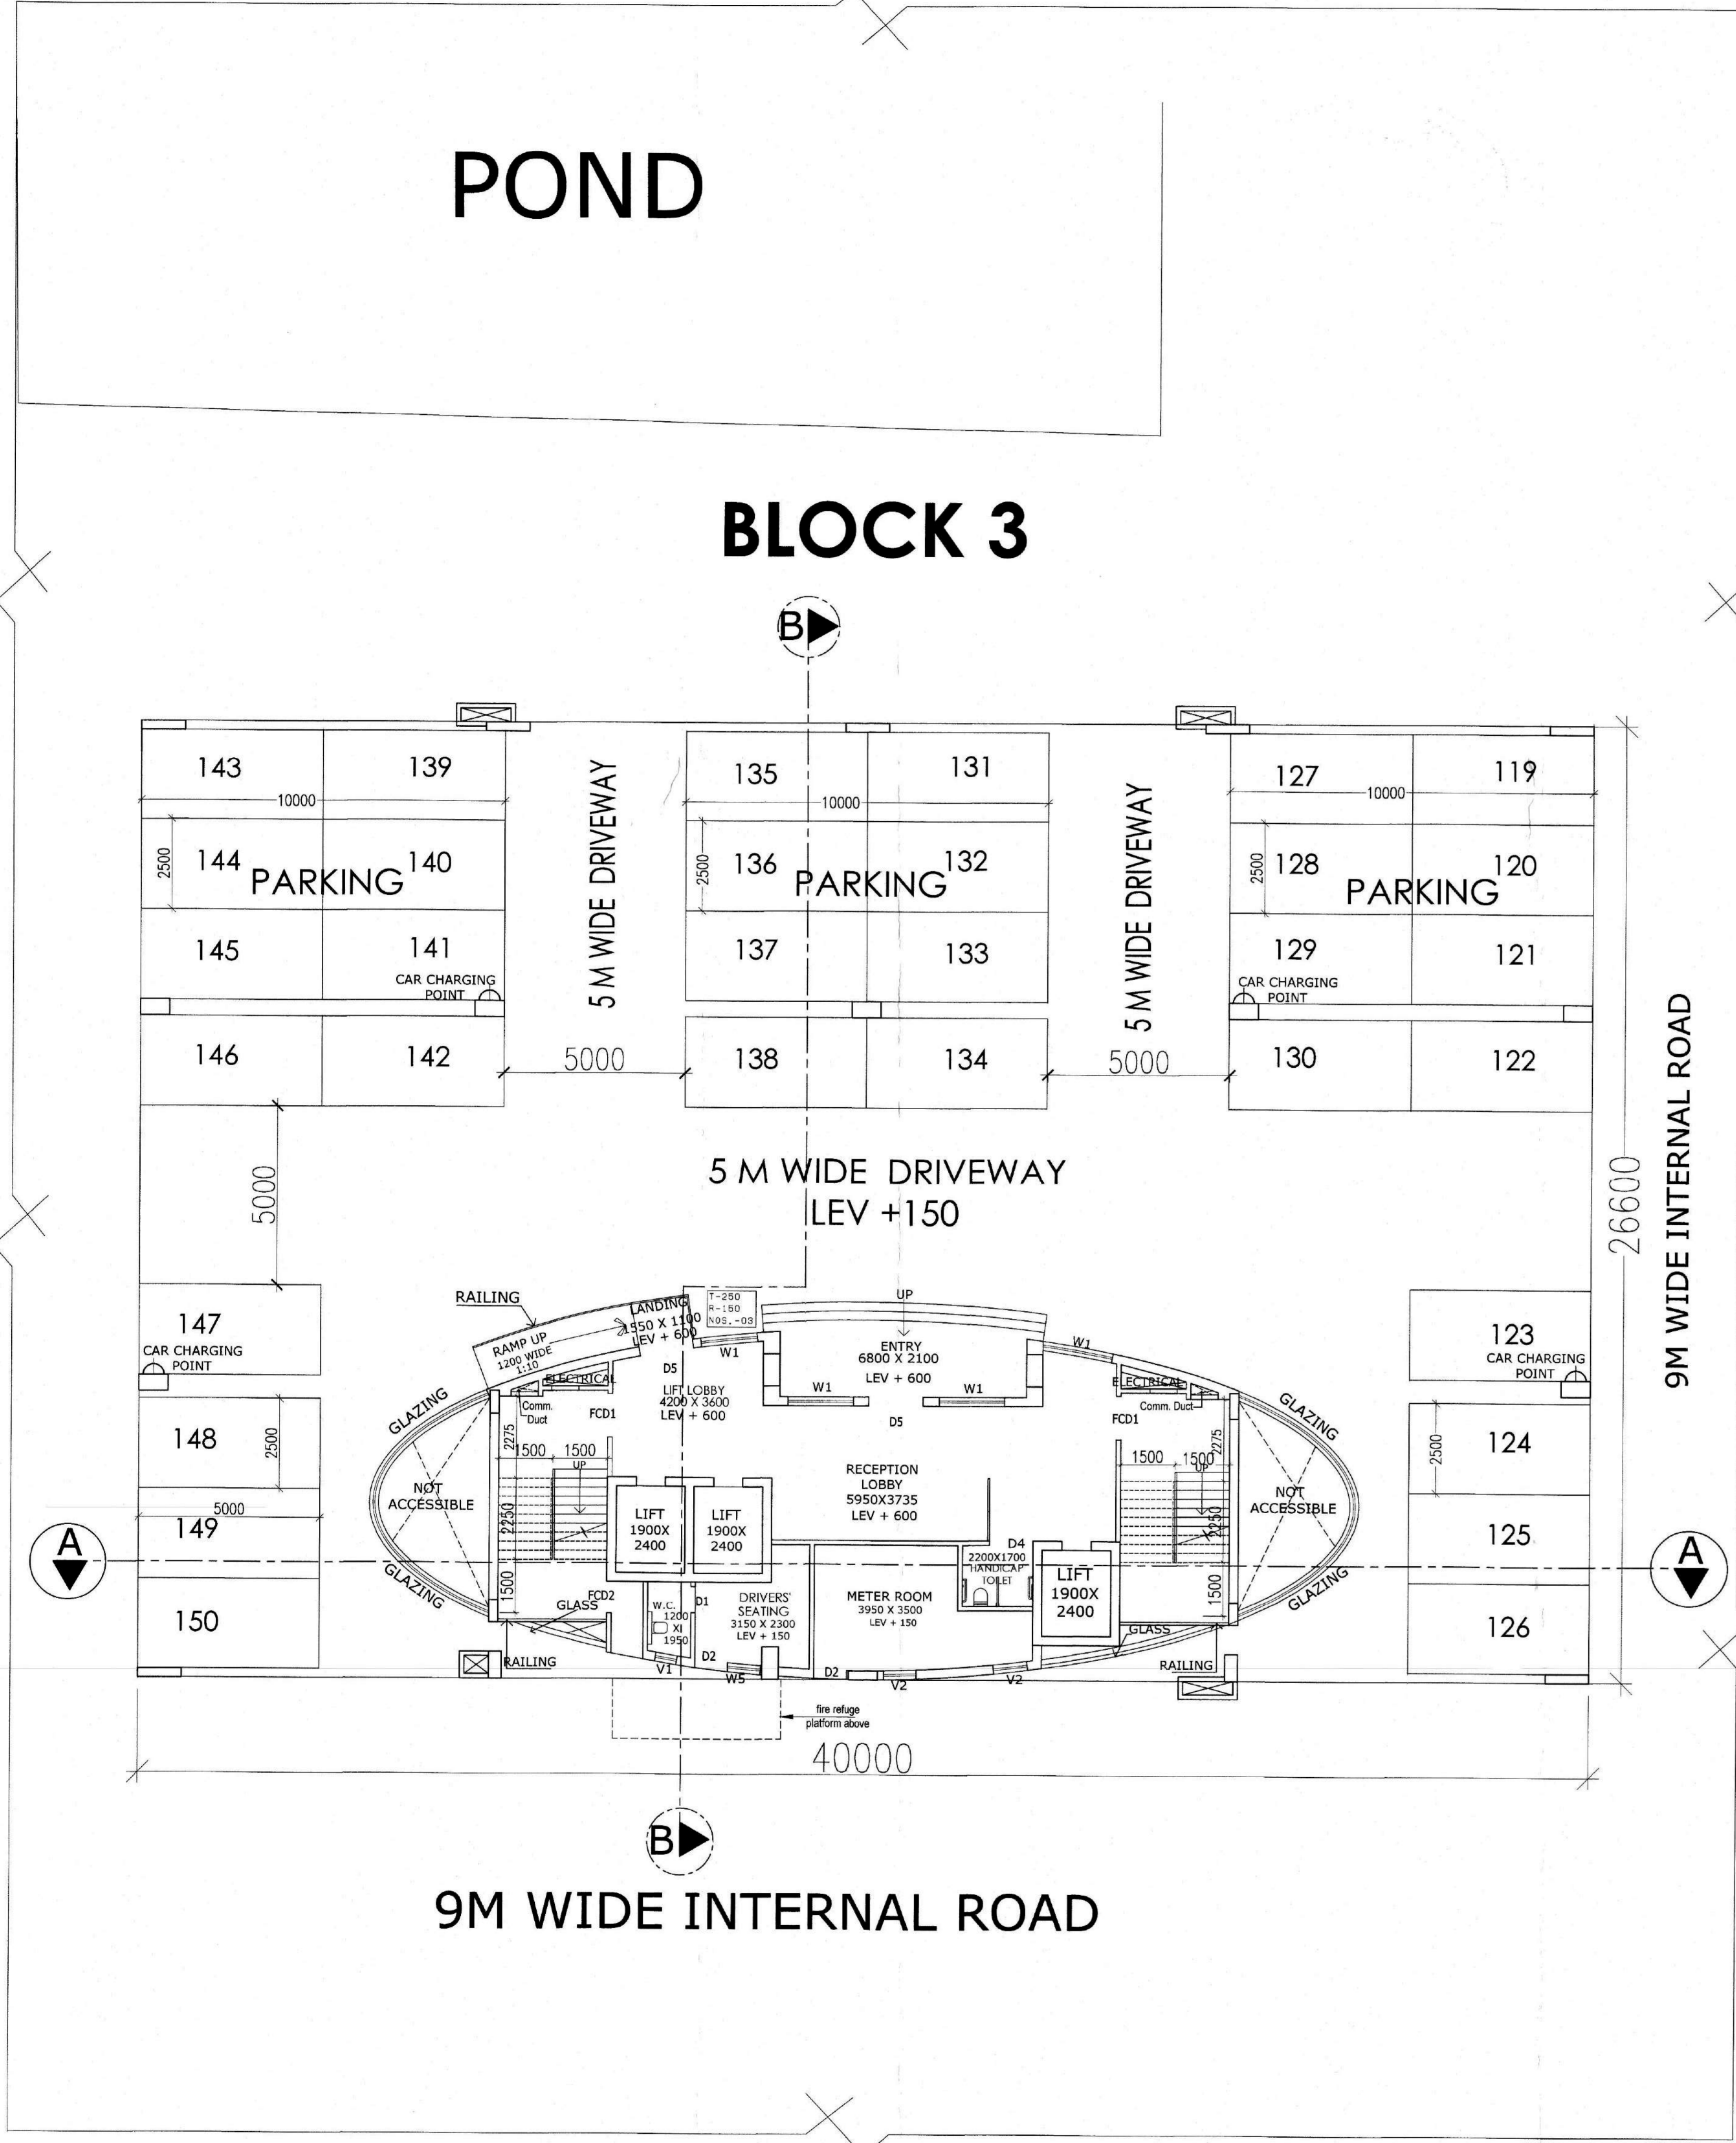 POND
BLOCK 3
B
143
139
135
131
127
119
10000
10000
10000
5 M WIDE DRIVEWAY
5 M WIDE DRIVEWAY
2500
144
PARKING
140
2500
136
PARKING
132
2500
128
PARKING
120
145
141
137
133
129
121
CAR CHARGING
POINT
CAR CHARGING
POINT
146
142
5000
138
134
5000
130
122
9M WIDE INTERNAL ROAD
26600
5000
5 M WIDE DRIVEWAY
LEV +150
147
CAR CHARGING
POINT
123
CAR CHARGING
POINT
RAILING
RAMP UP
1200 WIDE
1:10
LANDING
1550 X 1100
LEV + 600
T-250
R-150
NOS.-03
UP
ENTRY
6800 X 2100
LEV + 600
W1
W1
W1
W1
D5
ELECTRICAL
ELECTRICAL
LIFT LOBBY
4200 X 3600
LEV + 600
Comm.
Duct
Comm. Duct
FCD1
FCD1
D5
GLAZING
GLAZING
148
2500
124
2500
2275
1500
1500
UP
2250
1500
2275
1500
1500
UP
2250
1500
RECEPTION
LOBBY
5950X3735
LEV + 600
NOT
ACCESSIBLE
NOT
ACCESSIBLE
5000
149
125
LIFT
1900X
2400
LIFT
1900X
2400
D4
2200X1700
HANDICAP
TOILET
LIFT
1900X
2400
A
A
GLAZING
GLAZING
150
126
FCD2
GLASS
W.C.
1200
XI
1950
D1
DRIVERS'
SEATING
3150 X 2300
LEV + 150
METER ROOM
3950 X 3500
LEV + 150
GLASS
RAILING
V1
D2
W5
D2
V2
V2
RAILING
fire refuge
platform above
40000
B
9M WIDE INTERNAL ROAD